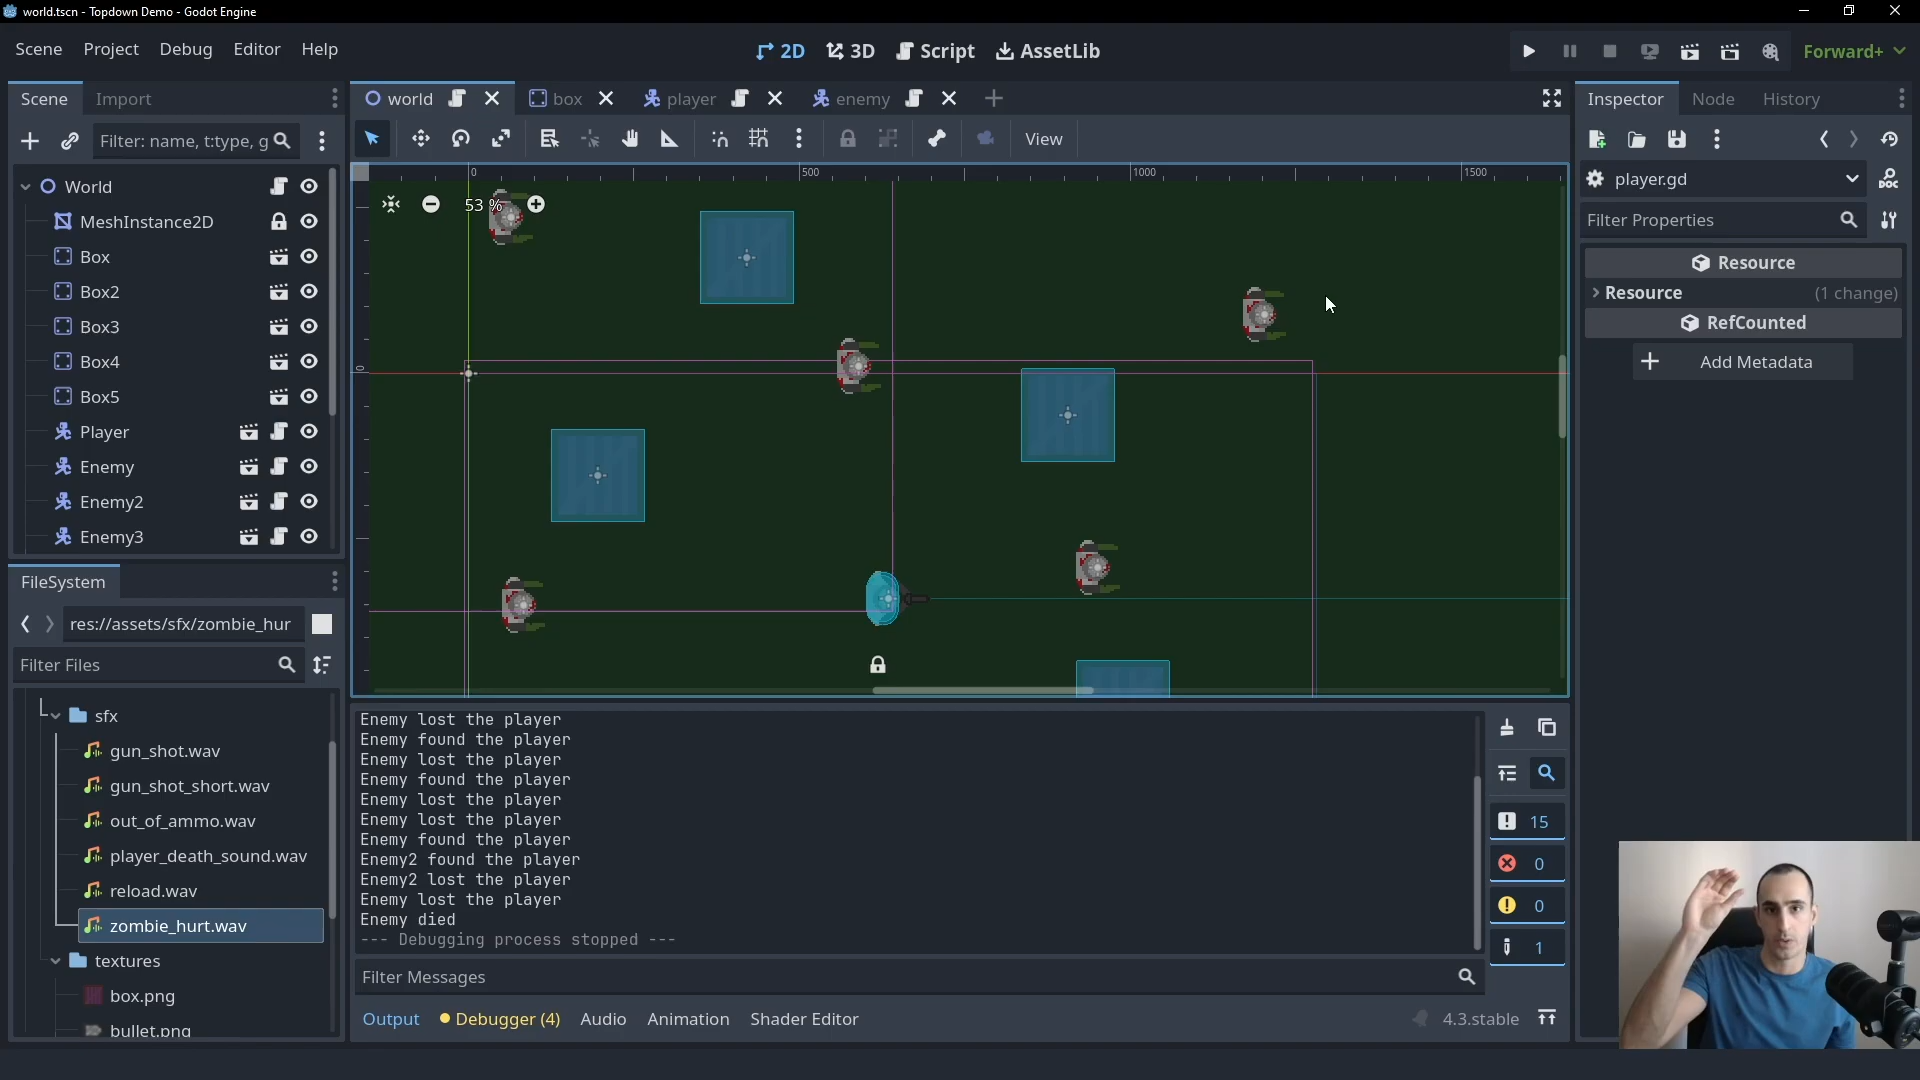 world.tscn - Topdown Demo - Godot Engine
Scene Project Debug Editor Help
2D 3D Script AssetLib
Forward+
Scene Import
world box player enemy
Inspector Node History
Filter: name, t:type, g
View
World
MeshInstance2D
Box
Box2
Box3
Box4
Box5
Player
Enemy
Enemy2
Enemy3
0 500 1000 1500
53 %
0
player.gd
Filter Properties
Resource
Resource (1 change)
RefCounted
Add Metadata
FileSystem
res://assets/sfx/zombie_hur
Filter Files
sfx
gun_shot.wav
gun_shot_short.wav
out_of_ammo.wav
player_death_sound.wav
reload.wav
zombie_hurt.wav
textures
box.png
bullet.png
Enemy lost the player
Enemy found the player
Enemy lost the player
Enemy found the player
Enemy lost the player
Enemy lost the player
Enemy found the player
Enemy2 found the player
Enemy2 lost the player
Enemy lost the player
Enemy died
--- Debugging process stopped ---
15
0
0
1
Filter Messages
Output Debugger (4) Audio Animation Shader Editor
4.3.stable